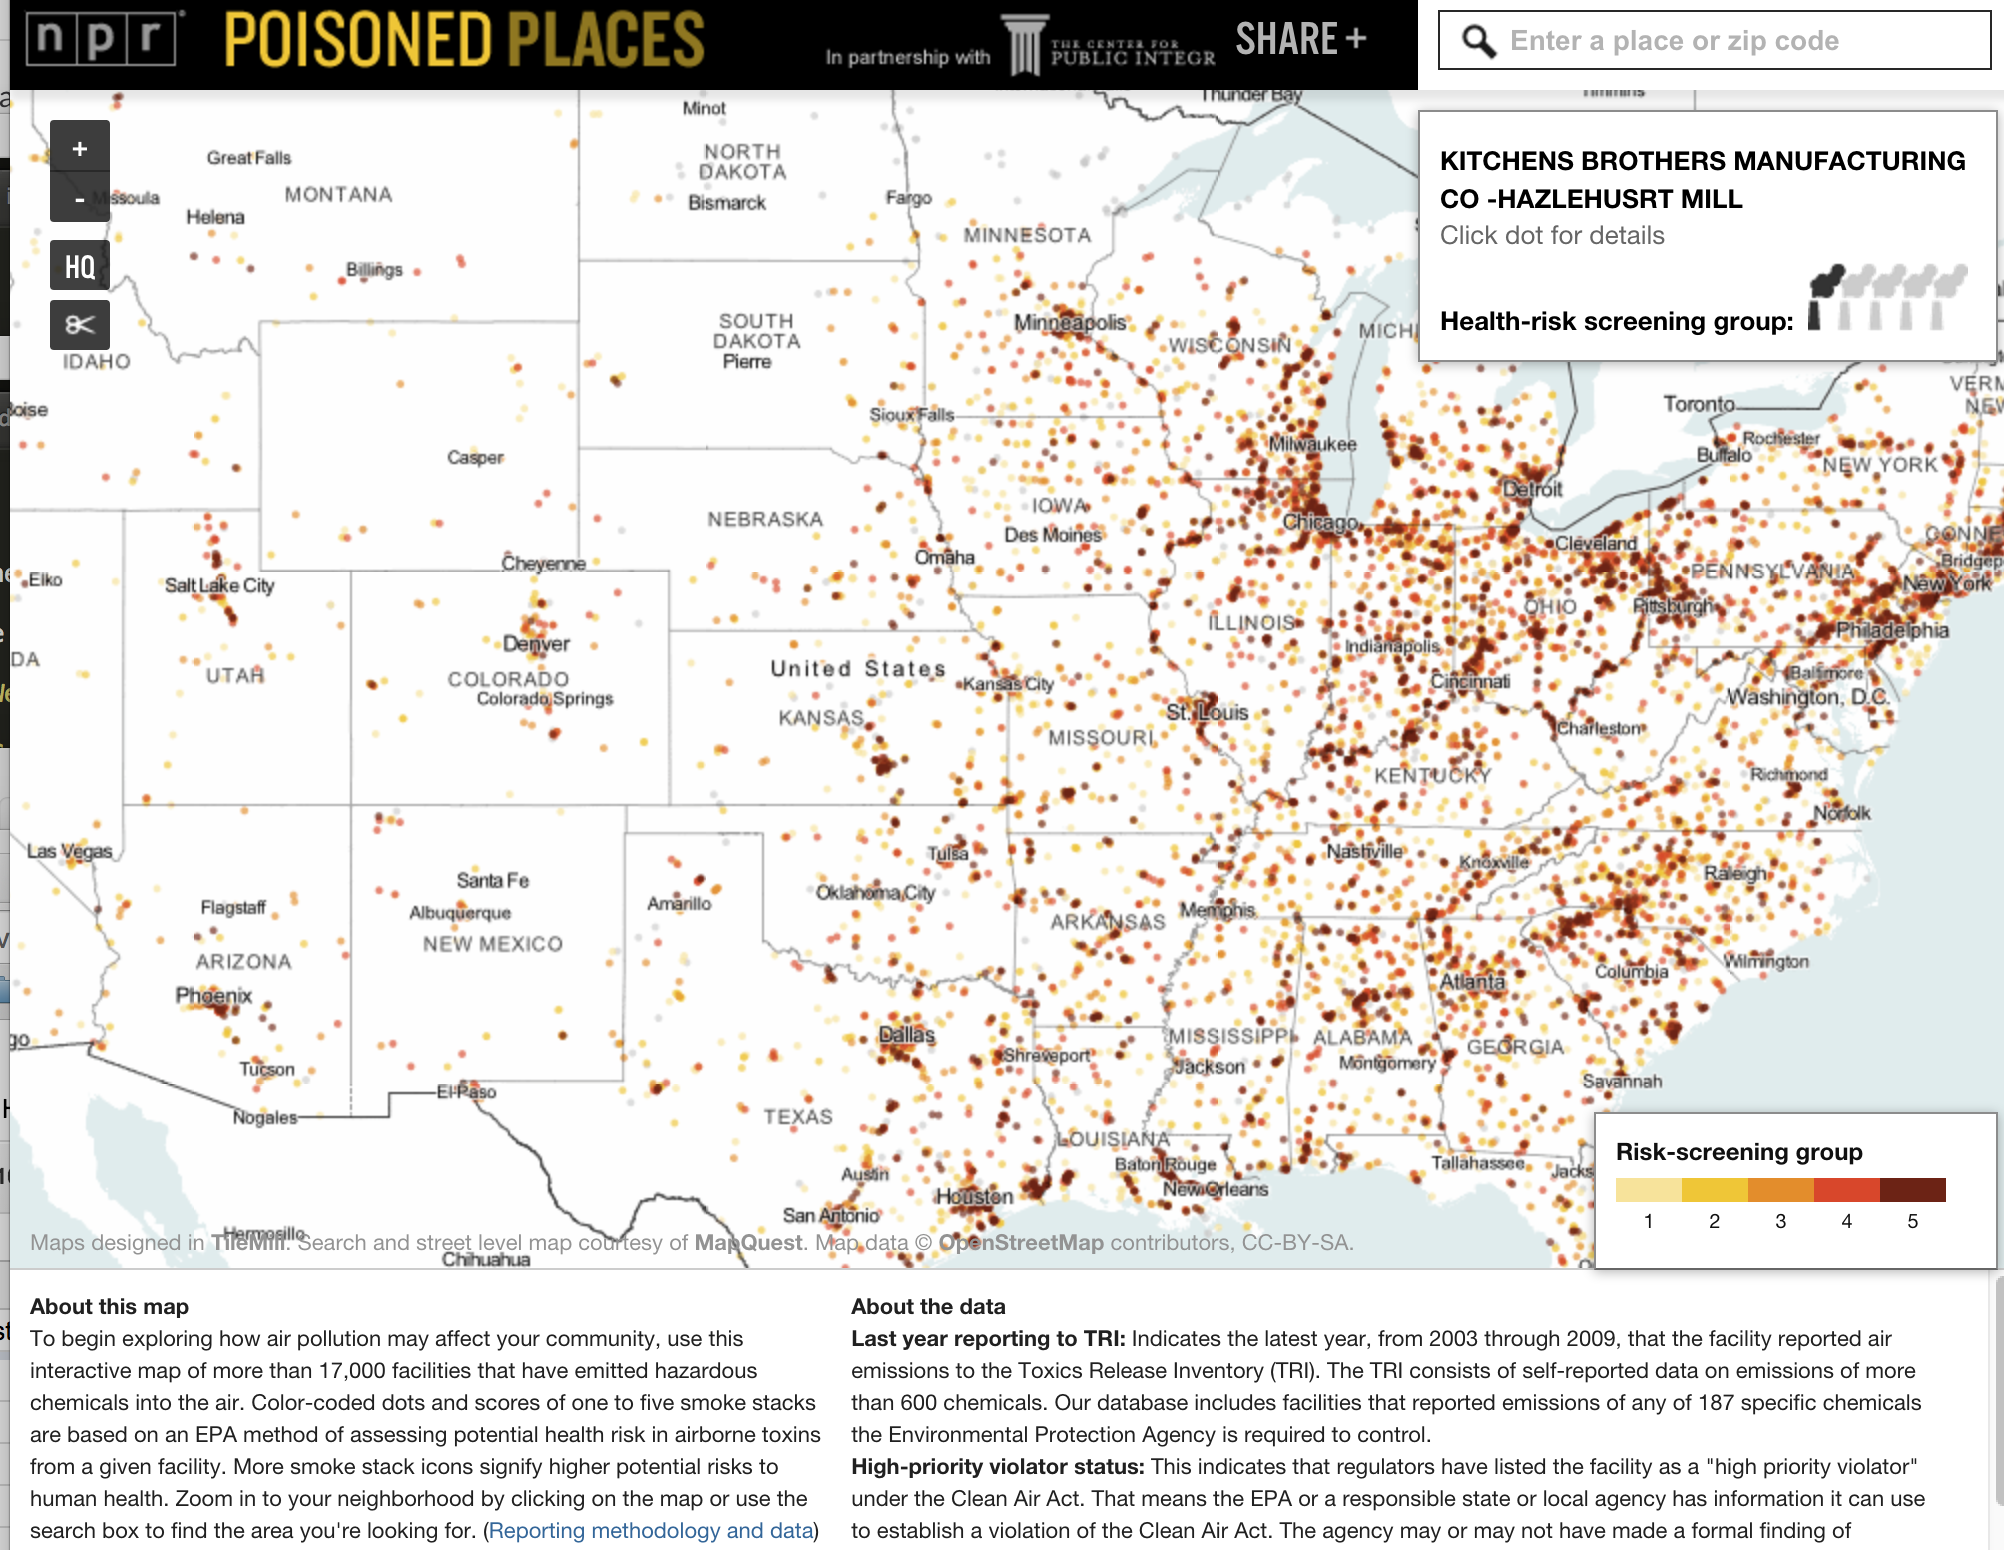 npr
POISONED PLACES
In partnership with
THE CENTER FOR
PUBLIC INTEGR
SHARE +
Enter a place or zip code
Thunder Bay
Timmins
+
-
HQ
KITCHENS BROTHERS MANUFACTURING
CO -HAZLEHUSRT MILL
Click dot for details
Health-risk screening group:
Minot
NORTH
DAKOTA
Bismarck
Fargo
Great Falls
MONTANA
Missoula
Helena
Billings
MINNESOTA
Minneapolis
SOUTH
DAKOTA
Pierre
WISCONSIN
MICHI
IDAHO
oise
Sioux Falls
Milwaukee
Toronto
Rochester
Buffalo
NEW YORK
VERM
NEW
Casper
NEBRASKA
IOWA
Des Moines
Omaha
Chicago
Detroit
Cleveland
CONNE
Bridgep
New York
PENNSYLVANIA
Pittsburgh
Philadelphia
Elko
Salt Lake City
Cheyenne
Denver
COLORADO
Colorado Springs
UTAH
DA
United States
Kansas City
KANSAS
ILLINOIS
Indianapolis
OHIO
Cincinnati
St. Louis
MISSOURI
Baltimore
Washington, D.C.
Charleston
KENTUCKY
Richmond
Norfolk
Las Vegas
Santa Fe
Albuquerque
NEW MEXICO
Flagstaff
ARIZONA
Phoenix
Tucson
Nogales
Amarillo
Tulsa
Oklahoma City
ARKANSAS
Memphis
Nashville
Knoxville
Raleigh
Wilmington
Columbia
Atlanta
Dallas
Shreveport
MISSISSIPPI
Jackson
ALABAMA
Montgomery
GEORGIA
Savannah
go
El Paso
TEXAS
LOUISIANA
Baton Rouge
New Orleans
Tallahassee
Jacks
Austin
Houston
San Antonio
Hermosillo
Chihuahua
Risk-screening group
1 2 3 4 5
Maps designed in TileMill. Search and street level map courtesy of MapQuest. Map data © OpenStreetMap contributors, CC-BY-SA.
About this map
To begin exploring how air pollution may affect your community, use this
interactive map of more than 17,000 facilities that have emitted hazardous
chemicals into the air. Color-coded dots and scores of one to five smoke stacks
are based on an EPA method of assessing potential health risk in airborne toxins
from a given facility. More smoke stack icons signify higher potential risks to
human health. Zoom in to your neighborhood by clicking on the map or use the
search box to find the area you're looking for. (Reporting methodology and data)
About the data
Last year reporting to TRI: Indicates the latest year, from 2003 through 2009, that the facility reported air
emissions to the Toxics Release Inventory (TRI). The TRI consists of self-reported data on emissions of more
than 600 chemicals. Our database includes facilities that reported emissions of any of 187 specific chemicals
the Environmental Protection Agency is required to control.
High-priority violator status: This indicates that regulators have listed the facility as a "high priority violator"
under the Clean Air Act. That means the EPA or a responsible state or local agency has information it can use
to establish a violation of the Clean Air Act. The agency may or may not have made a formal finding of